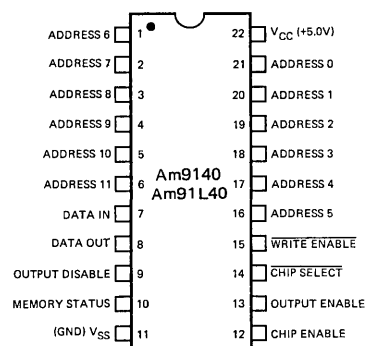 ADDRESS 6 1 22 VCC (+5.0V)
ADDRESS 7 2 21 ADDRESS 0
ADDRESS 8 3 20 ADDRESS 1
ADDRESS 9 4 19 ADDRESS 2
ADDRESS 10 5 18 ADDRESS 3
Am9140
ADDRESS 11 6 17 ADDRESS 4
Am91L40
DATA IN 7 16 ADDRESS 5
DATA OUT 8 15 WRITE ENABLE
OUTPUT DISABLE 9 14 CHIP SELECT
MEMORY STATUS 10 13 OUTPUT ENABLE
(GND) VSS 11 12 CHIP ENABLE